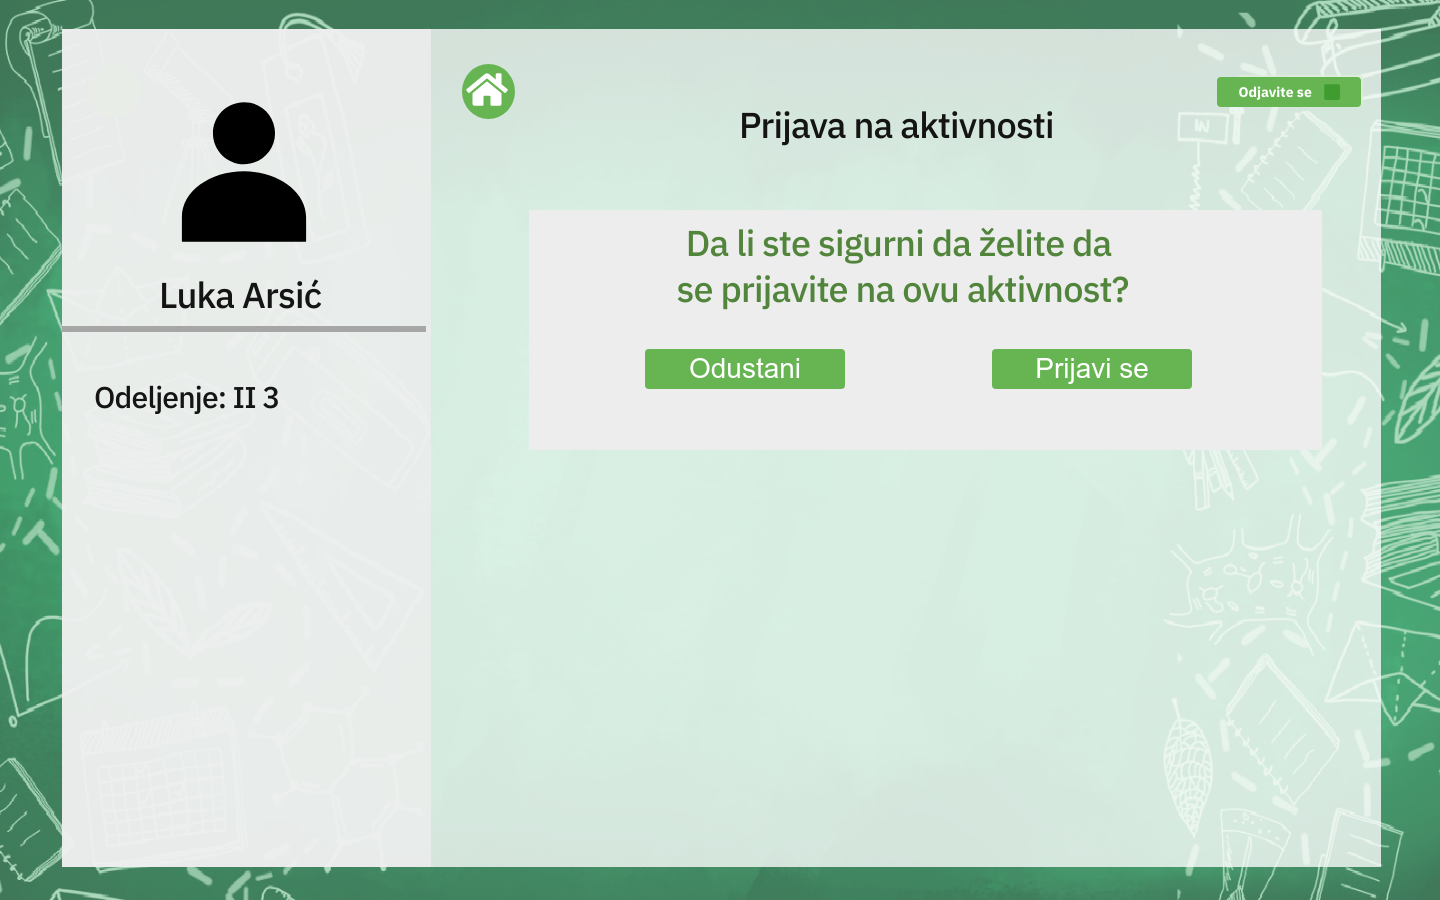 Luka Arsić
Odeljenje: II 3
Odjavite se
Prijava na aktivnosti
Da li ste sigurni da želite da
se prijavite na ovu aktivnost?
Odustani
Prijavi se